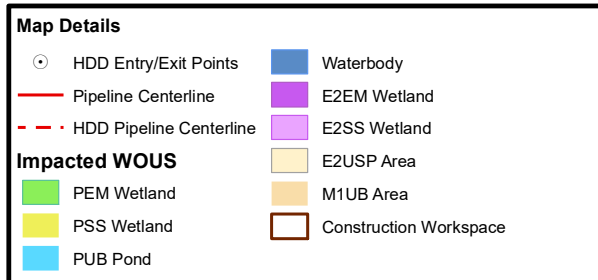 Map Details
HDD Entry/Exit Points
Pipeline Centerline
HDD Pipeline Centerline
Impacted WOUS
PEM Wetland
PSS Wetland
PUB Pond
Waterbody
E2EM Wetland
E2SS Wetland
E2USP Area
M1UB Area
Construction Workspace